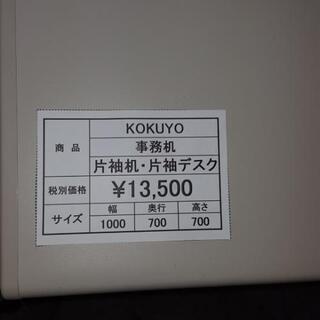 KOKUYO
商品 事務机
片袖机・片袖デスク
税別価格 ¥13,500
サイズ 幅 奥行 高さ
1000 700 700